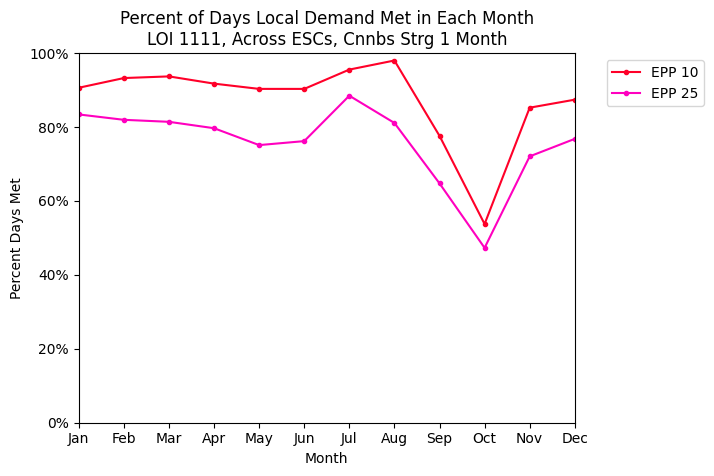 Percent of Days Local Demand Met in Each Month
LOI 1111, Across ESCs, Cnnbs Strg 1 Month
100%
80%
60%
40%
20%
0%
Percent Days Met
Jan Feb Mar Apr May Jun Jul Aug Sep Oct Nov Dec
Month
EPP 10
EPP 25